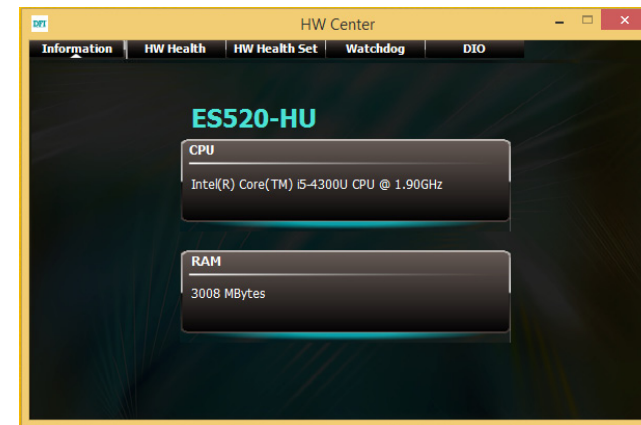 DFI
HW Center
Information HW Health HW Health Set Watchdog DIO
ES520-HU
CPU
Intel(R) Core(TM) i5-4300U CPU @ 1.90GHz
RAM
3008 MBytes